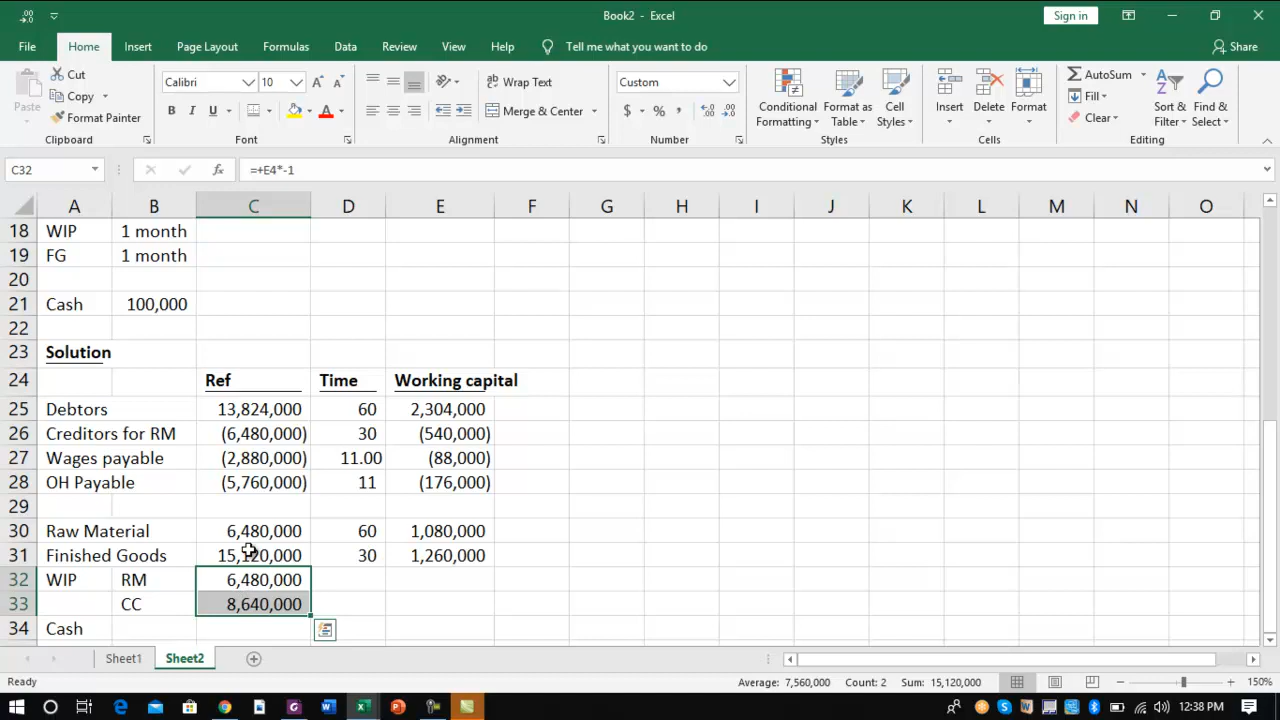 Book2 - Excel
Sign in
File Home Insert Page Layout Formulas Data Review View Help Tell me what you want to do Share
Cut Calibri 10 Wrap Text Custom AutoSum
Paste Copy Conditional Formatting Format as Table Cell Styles Insert Delete Format Fill Sort & Filter Find & Select
Format Painter B I U Merge & Center $ % Clear
Clipboard Font Alignment Number Styles Cells Editing
C32 fx =+E4*-1
A B C D E F G H I J K L M N O
18 WIP 1 month
19 FG 1 month
20
21 Cash 100,000
22
23 Solution
24 Ref Time Working capital
25 Debtors 13,824,000 60 2,304,000
26 Creditors for RM (6,480,000) 30 (540,000)
27 Wages payable (2,880,000) 11.00 (88,000)
28 OH Payable (5,760,000) 11 (176,000)
29
30 Raw Material 6,480,000 60 1,080,000
31 Finished Goods 15,120,000 30 1,260,000
32 WIP RM 6,480,000
33 CC 8,640,000
34 Cash
Sheet1 Sheet2
Ready Average: 7,560,000 Count: 2 Sum: 15,120,000 150%
12:38 PM